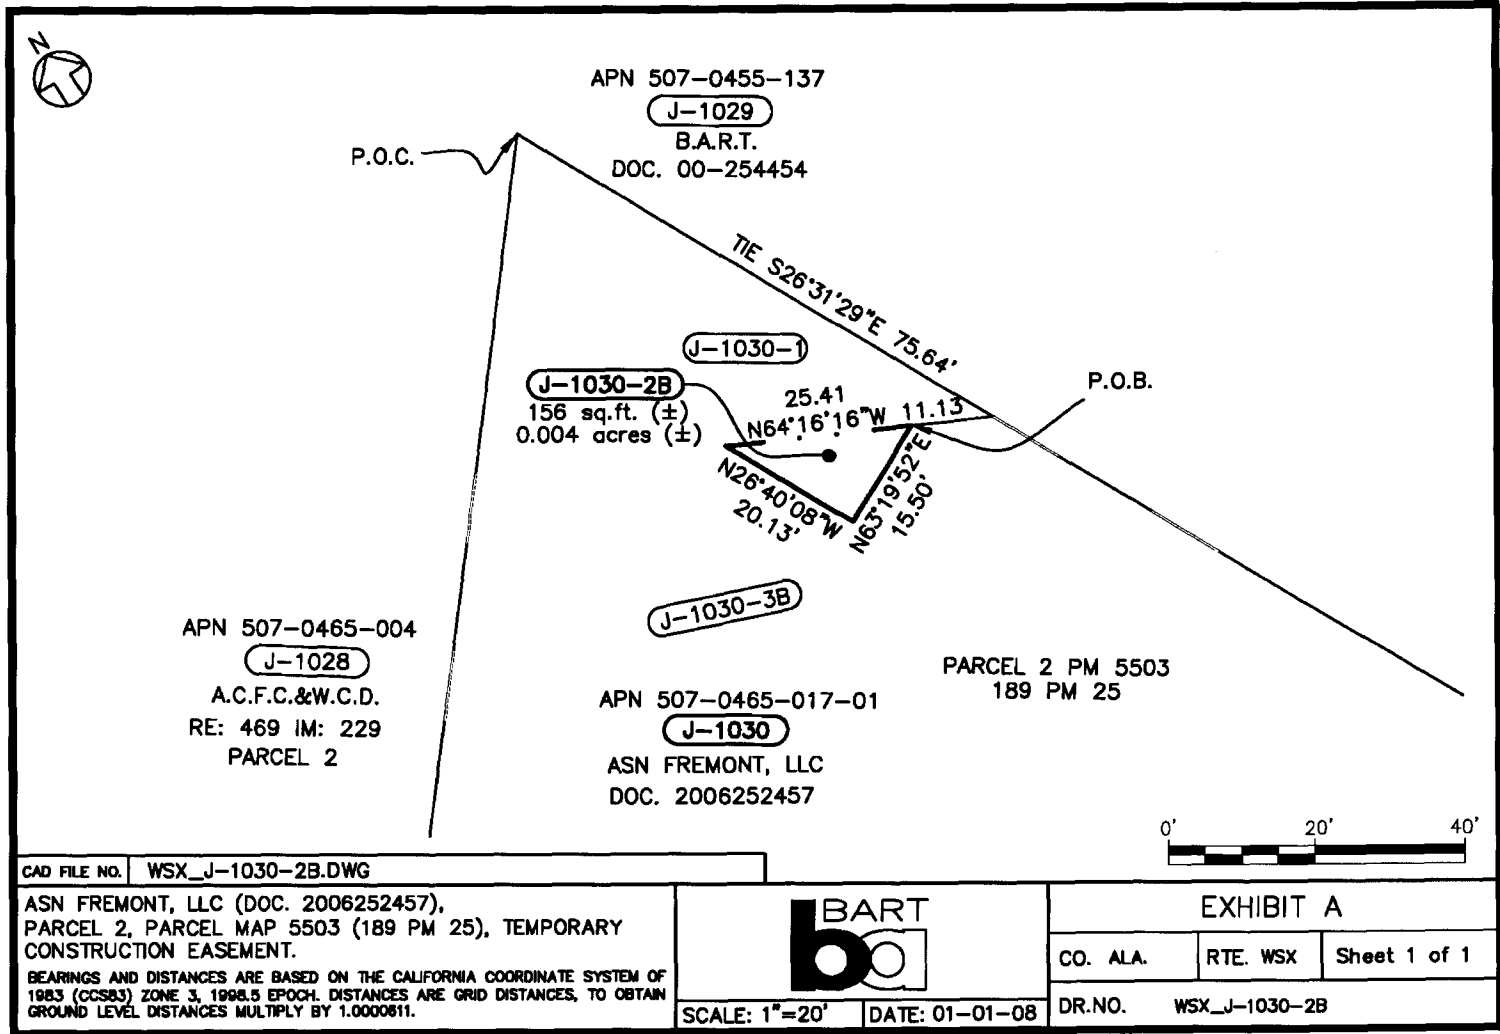 N
APN 507-0455-137
J-1029
B.A.R.T.
DOC. 00-254454
P.O.C.
TIE S26°31'29"E 75.64'
J-1030-1
J-1030-2B
156 sq.ft. (±)
0.004 acres (±)
25.41
N64°16'16"W
11.13
P.O.B.
N26°40'08"W
20.13'
N63°19'52"E
15.50'
J-1030-3B
APN 507-0465-004
J-1028
A.C.F.C.&W.C.D.
RE: 469 IM: 229
PARCEL 2
APN 507-0465-017-01
J-1030
ASN FREMONT, LLC
DOC. 2006252457
PARCEL 2 PM 5503
189 PM 25
0' 20' 40'
CAD FILE NO. WSX_J-1030-2B.DWG
ASN FREMONT, LLC (DOC. 2006252457),
PARCEL 2, PARCEL MAP 5503 (189 PM 25), TEMPORARY
CONSTRUCTION EASEMENT.
BEARINGS AND DISTANCES ARE BASED ON THE CALIFORNIA COORDINATE SYSTEM OF
1983 (CCS83) ZONE 3, 1998.5 EPOCH. DISTANCES ARE GRID DISTANCES, TO OBTAIN
GROUND LEVEL DISTANCES MULTIPLY BY 1.0000611.
BART
ba
SCALE: 1"=20' DATE: 01-01-08
EXHIBIT A
CO. ALA. RTE. WSX Sheet 1 of 1
DR.NO. WSX_J-1030-2B